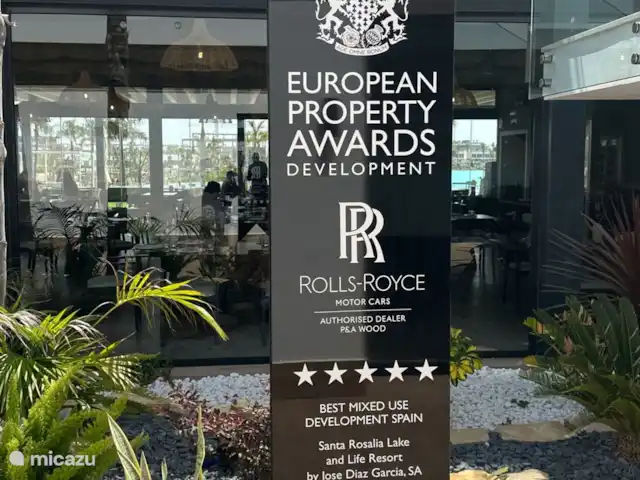 EUROPEAN
PROPERTY
AWARDS
DEVELOPMENT
RR
ROLLS-ROYCE
MOTOR CARS
AUTHORISED DEALER
P&A WOOD
BEST MIXED USE
DEVELOPMENT SPAIN
Santa Rosalia Lake
and Life Resort
by Jose Diaz Garcia, SA
micazu